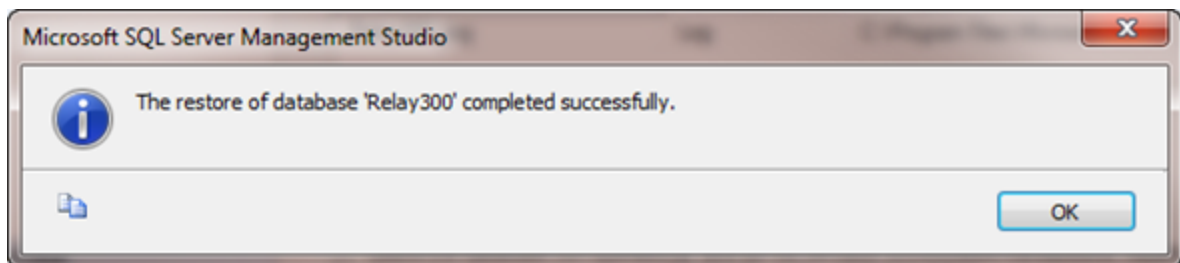 Microsoft SQL Server Management Studio
The restore of database 'Relay300' completed successfully.
OK